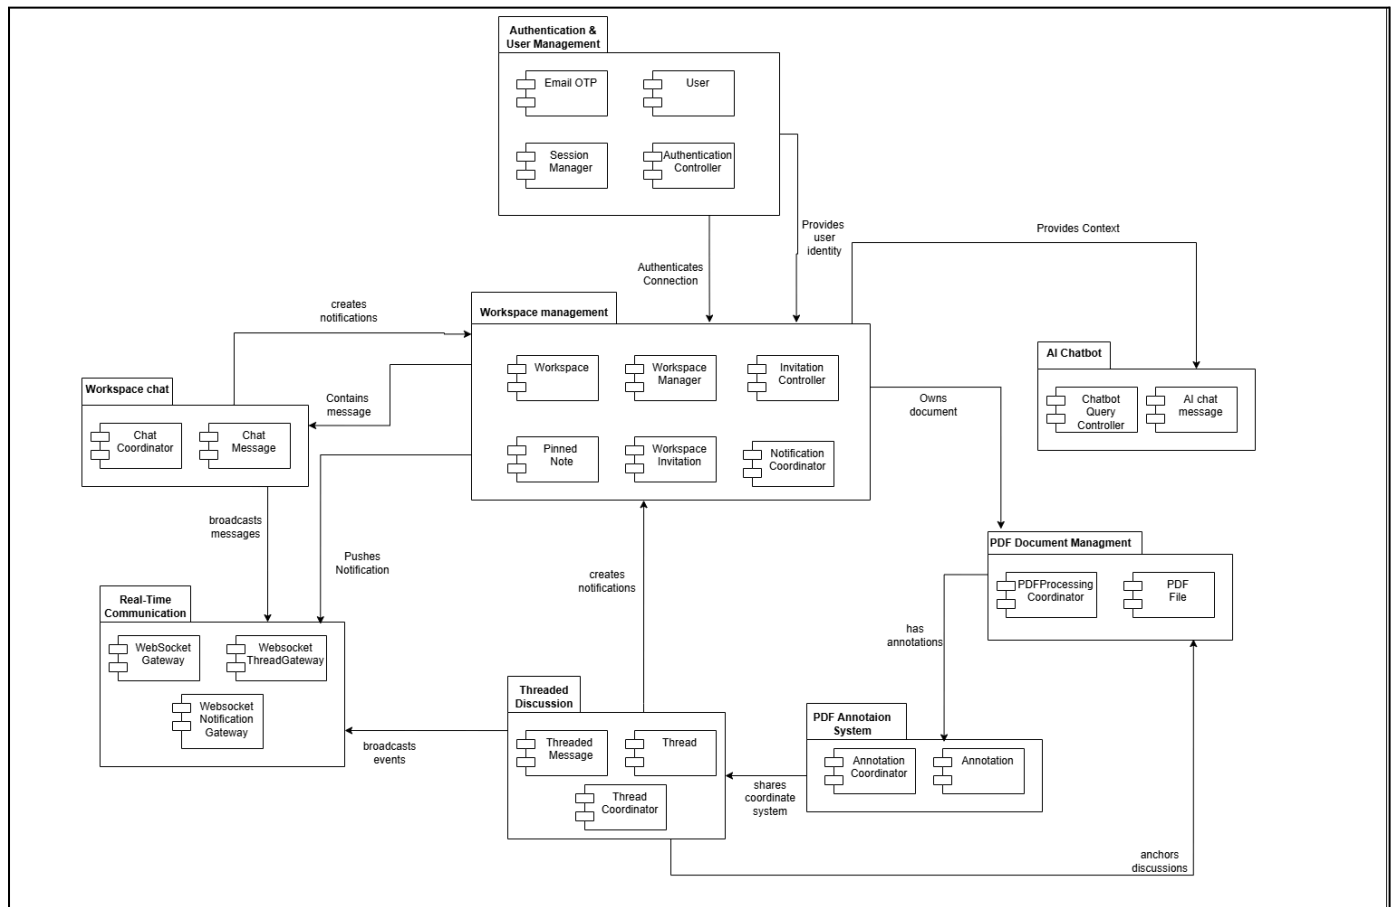 Authentication &
User Management
Email OTP
User
Session
Manager
Authentication
Controller
Provides
user
identity
Provides Context
Authenticates
Connection
creates
notifications
Workspace management
Workspace
Workspace
Manager
Invitation
Controller
Pinned
Note
Workspace
Invitation
Notification
Coordinator
AI Chatbot
Chatbot
Query
Controller
AI chat
message
Workspace chat
Chat
Coordinator
Chat
Message
Contains
message
Owns
document
broadcasts
messages
Pushes
Notification
creates
notifications
PDF Document Managment
PDFProcessing
Coordinator
PDF
File
has
annotations
Real-Time
Communication
WebSocket
Gateway
Websocket
ThreadGateway
Websocket
Notification
Gateway
broadcasts
events
Threaded
Discussion
Threaded
Message
Thread
Thread
Coordinator
shares
coordinate
system
PDF Annotaion
System
Annotation
Coordinator
Annotation
anchors
discussions